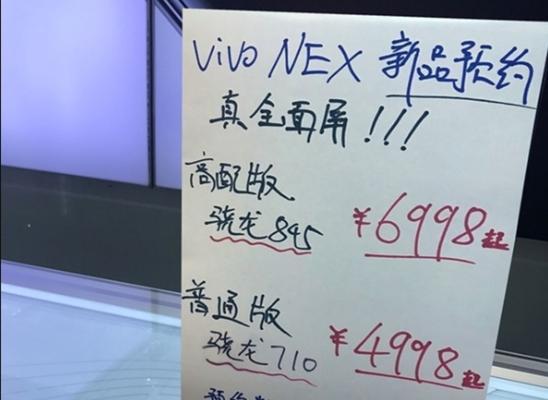 vivo NEX 新品预约
真全面屏!!!
高配版
骁龙845 ¥6998起
普通版
骁龙710 ¥4998起